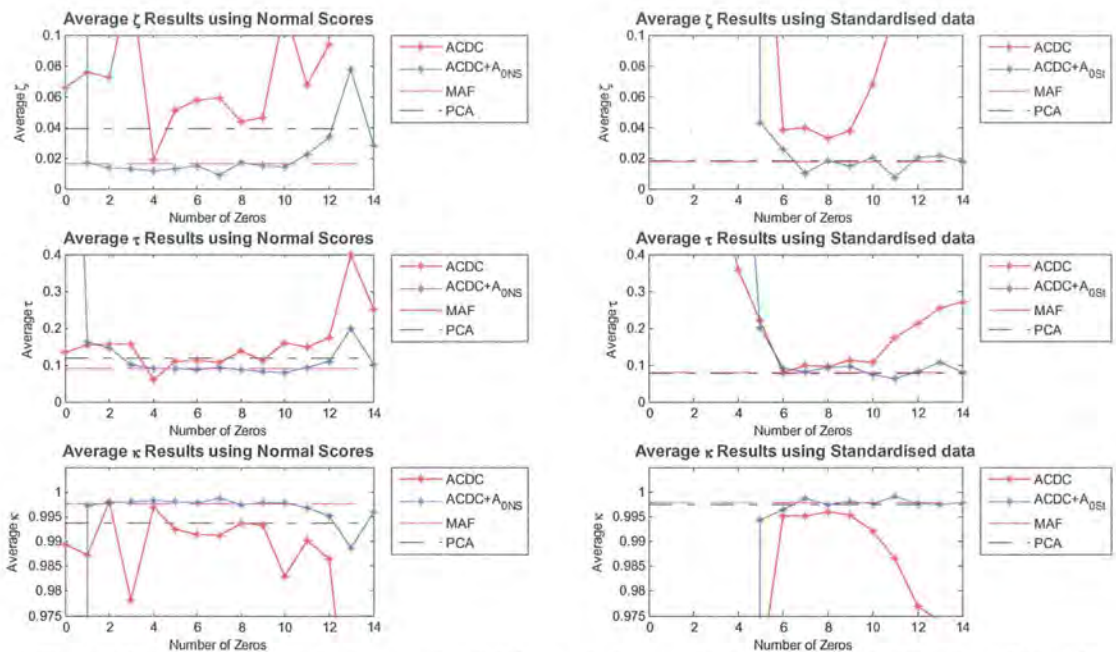 Average ζ Results using Normal Scores
0.1
0.08
0.06
0.04
0.02
0
Average ζ
0 2 4 6 8 10 12 14
Number of Zeros
ACDC
ACDC+A0NS
MAF
PCA
Average ζ Results using Standardised data
0.1
0.08
0.06
0.04
0.02
0
Average ζ
0 2 4 6 8 10 12 14
Number of Zeros
ACDC
ACDC+A0St
MAF
PCA
Average τ Results using Normal Scores
0.4
0.3
0.2
0.1
0
Average τ
0 2 4 6 8 10 12 14
Number of Zeros
ACDC
ACDC+A0NS
MAF
PCA
Average τ Results using Standardised data
0.4
0.3
0.2
0.1
0
Average τ
0 2 4 6 8 10 12 14
Number of Zeros
ACDC
ACDC+A0St
MAF
PCA
Average κ Results using Normal Scores
1
0.995
0.99
0.985
0.98
0.975
Average κ
0 2 4 6 8 10 12 14
Number of Zeros
ACDC
ACDC+A0NS
MAF
PCA
Average κ Results using Standardised data
1
0.995
0.99
0.985
0.98
0.975
Average κ
0 2 4 6 8 10 12 14
Number of Zeros
ACDC
ACDC+A0St
MAF
PCA